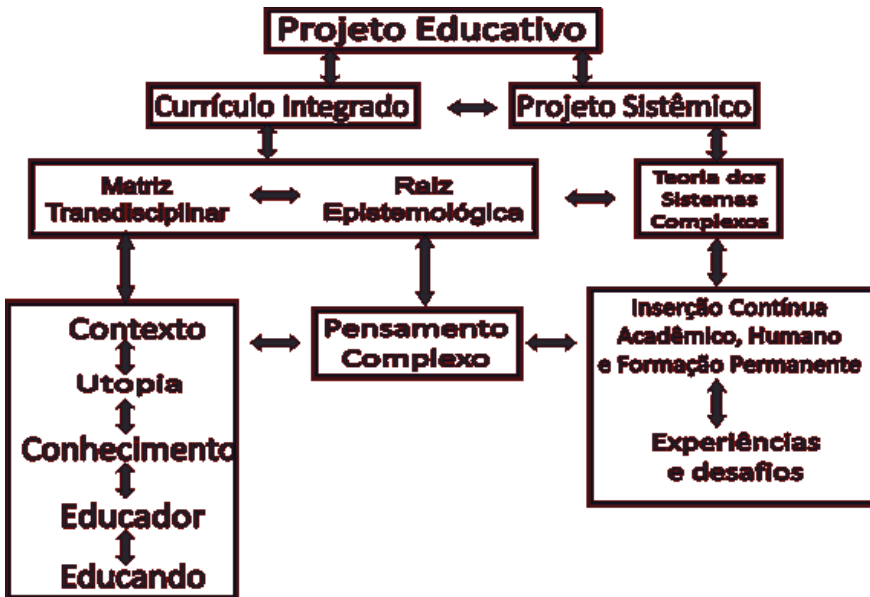 Projeto Educativo
Currículo Integrado
Projeto Sistêmico
Matriz
Transdisciplinar
Raiz
Epistemológica
Teoria dos
Sistemas
Complexos
Contexto
Utopia
Conhecimento
Educador
Educando
Pensamento
Complexo
Inserção Contínua
Acadêmico, Humano
e Formação Permanente
Experiências
e desafios